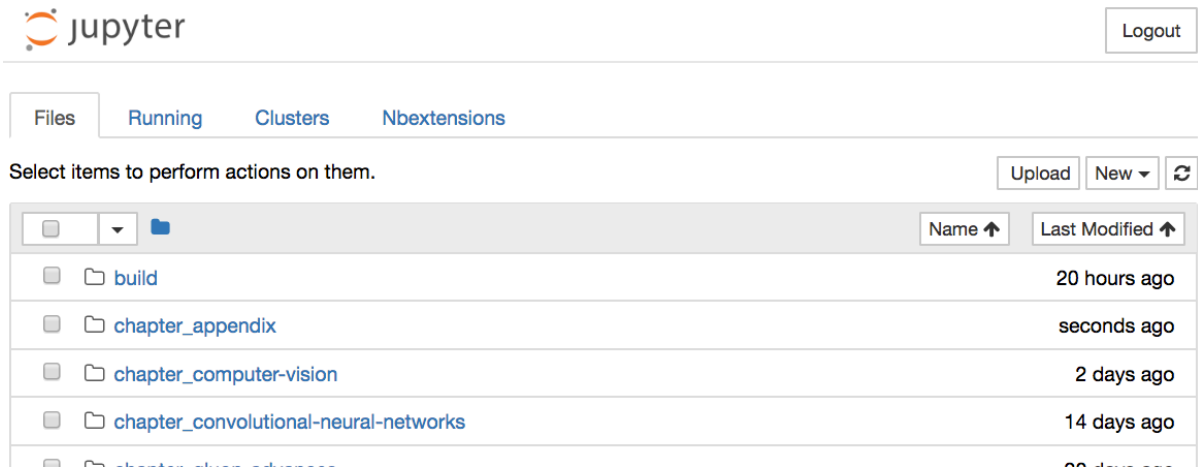 jupyter
Logout
Files Running Clusters Nbextensions
Select items to perform actions on them.
Upload New
Name Last Modified
build 20 hours ago
chapter_appendix seconds ago
chapter_computer-vision 2 days ago
chapter_convolutional-neural-networks 14 days ago